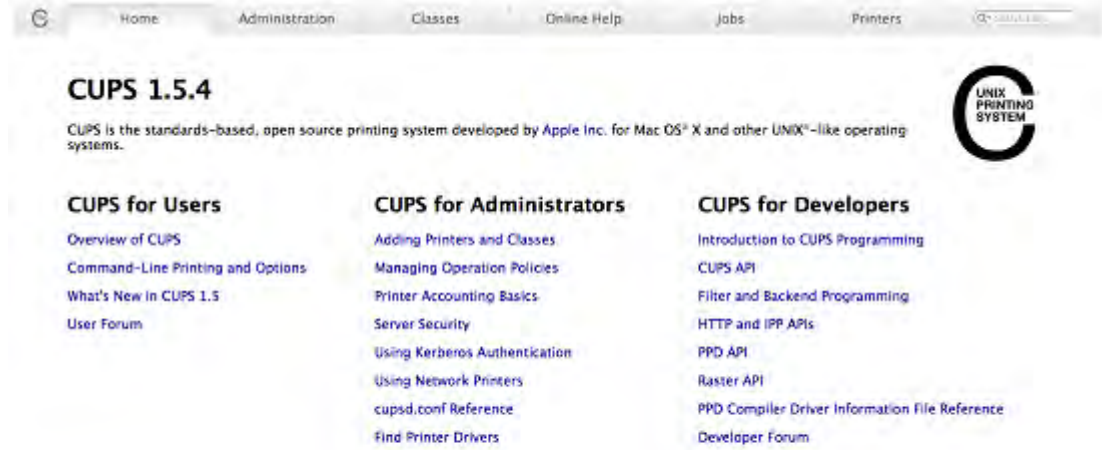 Home Administration Classes Online Help Jobs Printers
CUPS 1.5.4
UNIX
PRINTING
SYSTEM
CUPS is the standards-based, open source printing system developed by Apple Inc. for Mac OS® X and other UNIX®-like operating
systems.
CUPS for Users
Overview of CUPS
Command-Line Printing and Options
What's New in CUPS 1.5
User Forum
CUPS for Administrators
Adding Printers and Classes
Managing Operation Policies
Printer Accounting Basics
Server Security
Using Kerberos Authentication
Using Network Printers
cupsd.conf Reference
Find Printer Drivers
CUPS for Developers
Introduction to CUPS Programming
CUPS API
Filter and Backend Programming
HTTP and IPP APIs
PPD API
Raster API
PPD Compiler Driver Information File Reference
Developer Forum